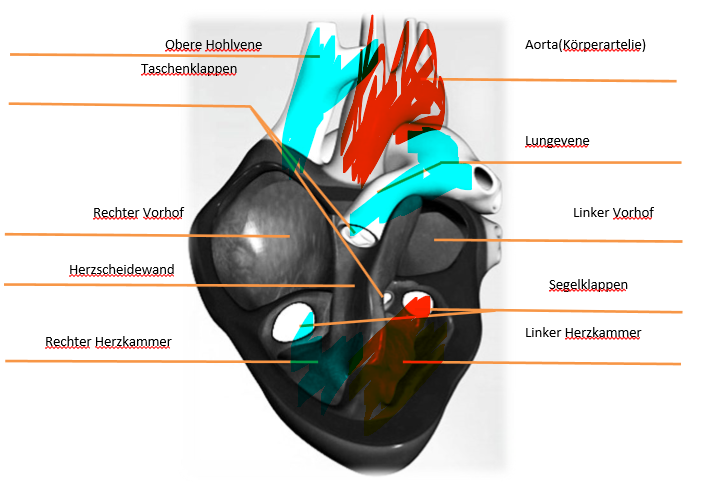 Obere Hohlvene
Aorta(Körperartelie)
Taschenklappen
Lungevene
Rechter Vorhof
Linker Vorhof
Herzscheidewand
Segelklappen
Linker Herzkammer
Rechter Herzkammer